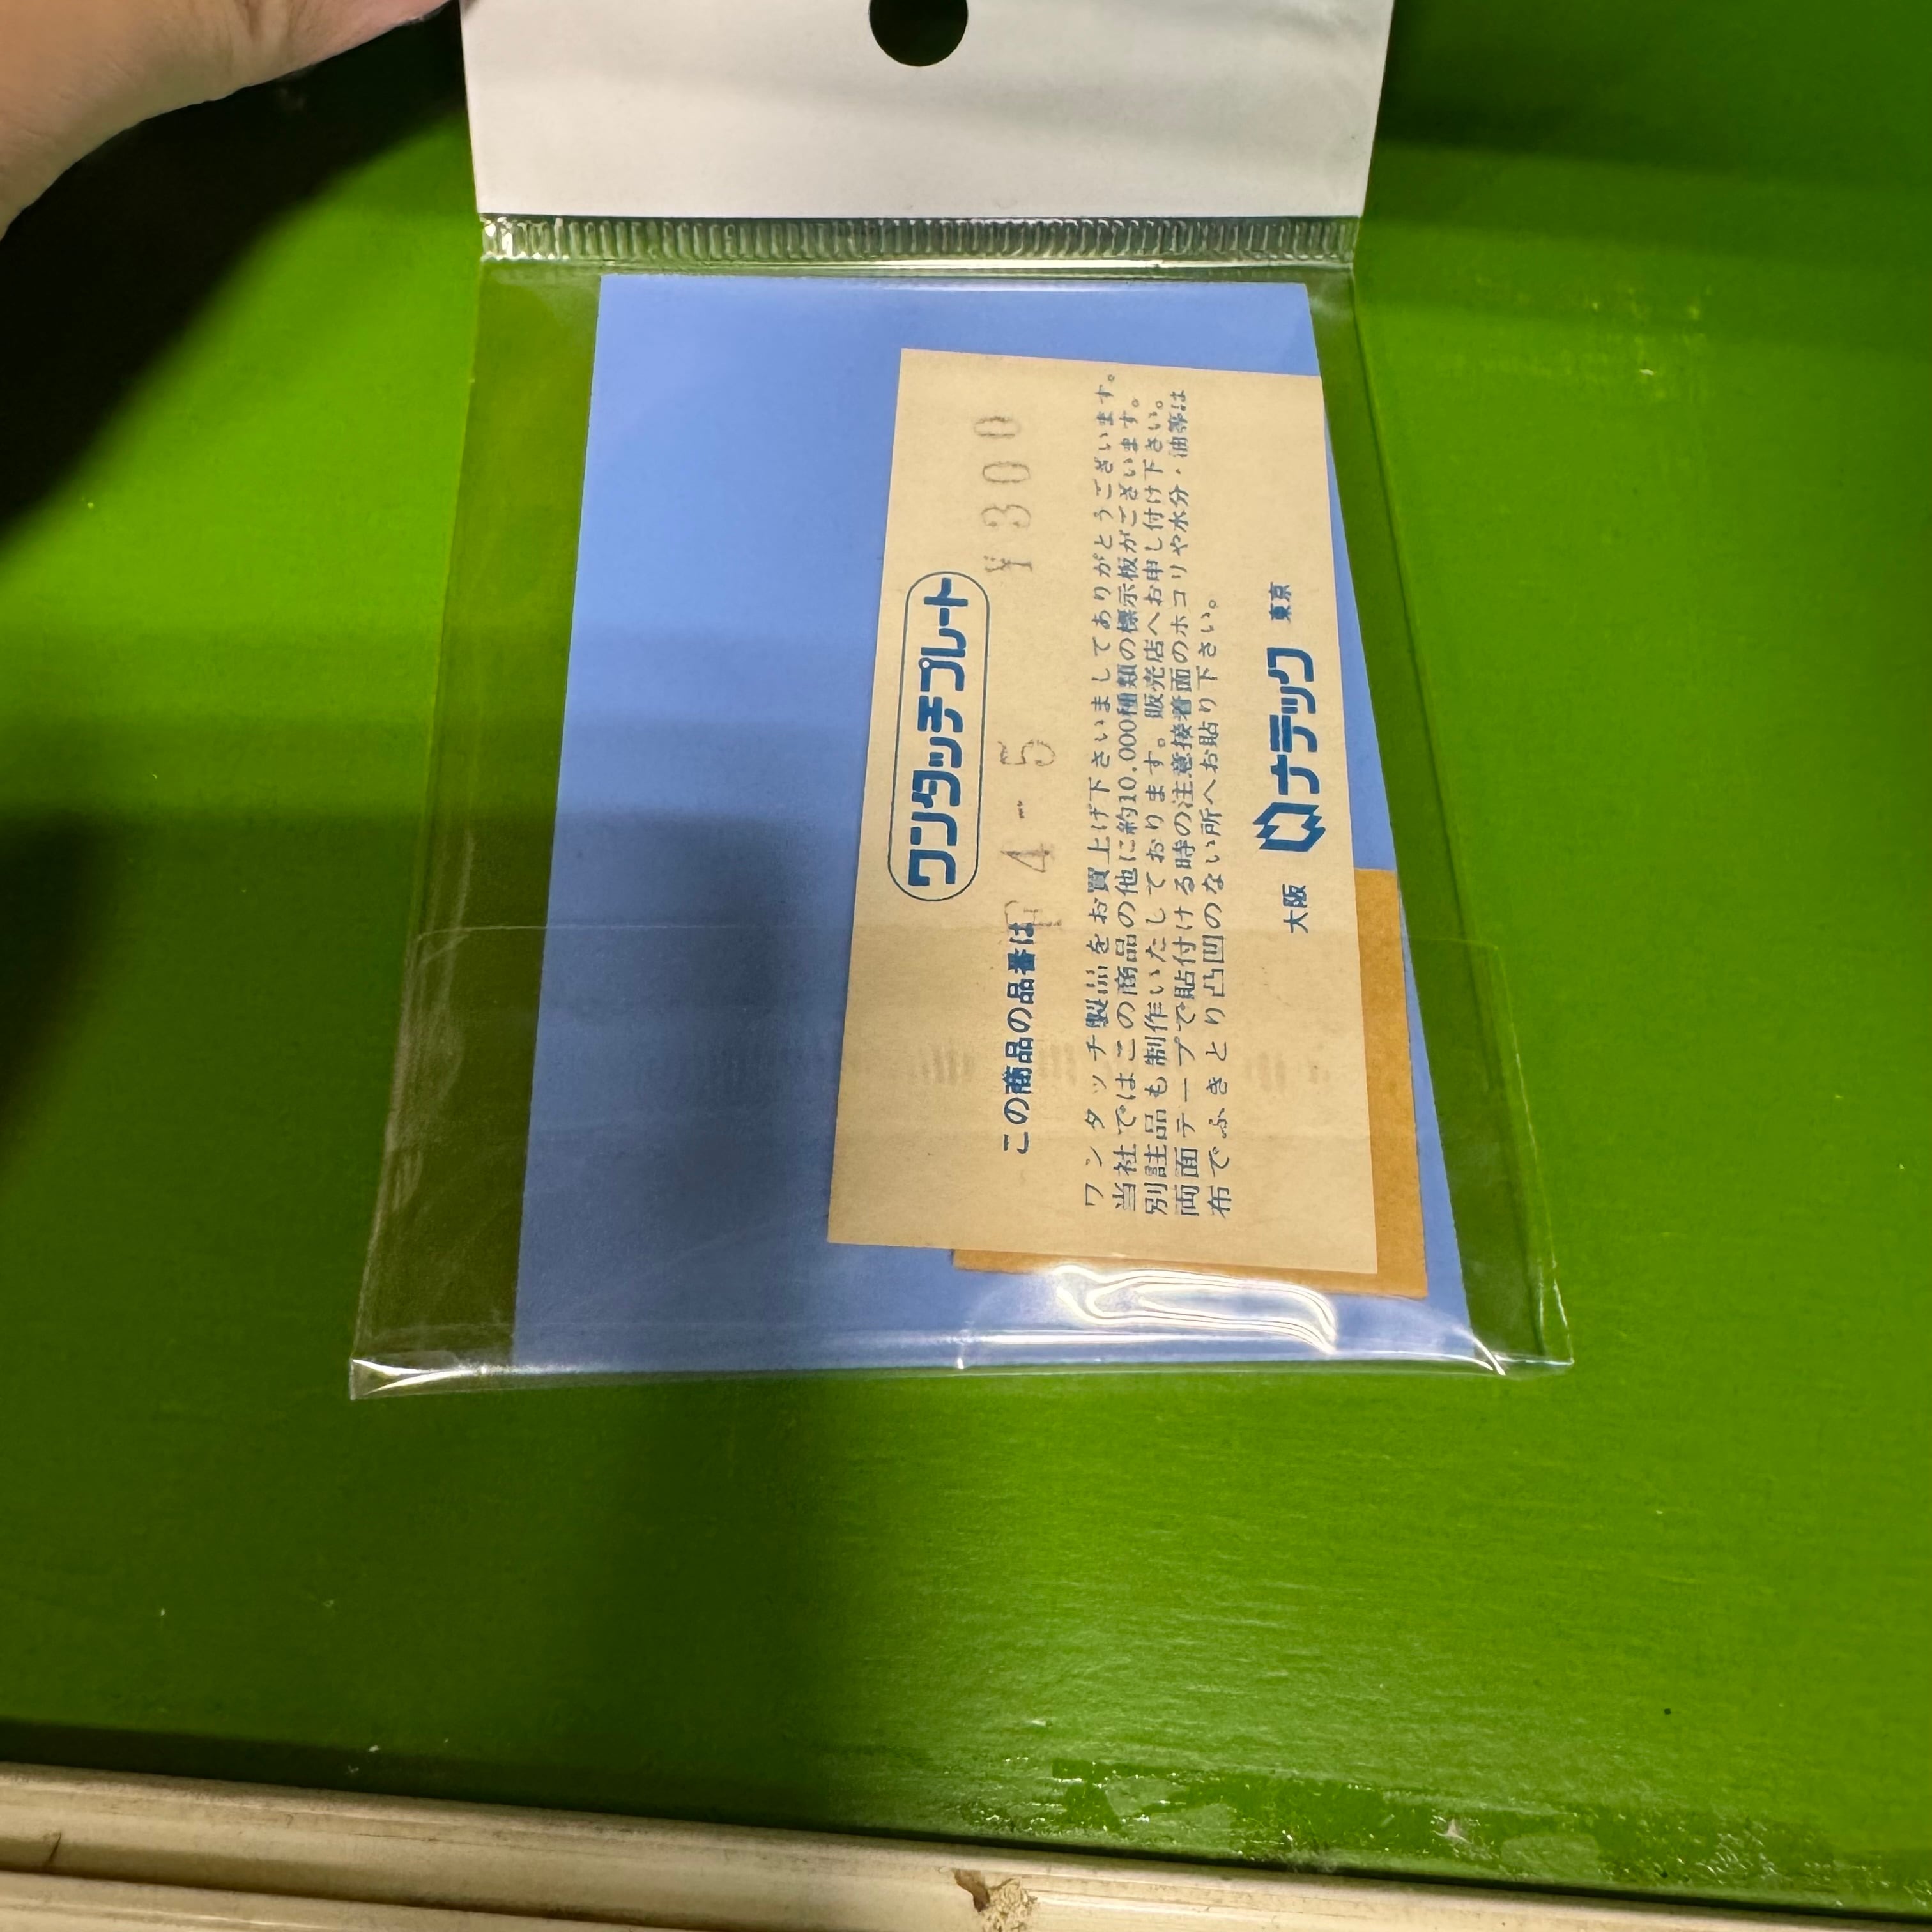 ワンタッチプレート
¥300
この商品の品番は T4-5
ワンタッチ製品をお買上げ下さいましてありがとうございます。
当社ではこの商品の他に約10.000種類の標示板がございます。
別註品も制作いたしております。販売店へお申し付け下さい。
両面テープで貼付ける時の注意接着面のホコリや水分・油等は
布でふきとり凸凹のない所へお貼り下さい。
大阪 ナテック 東京